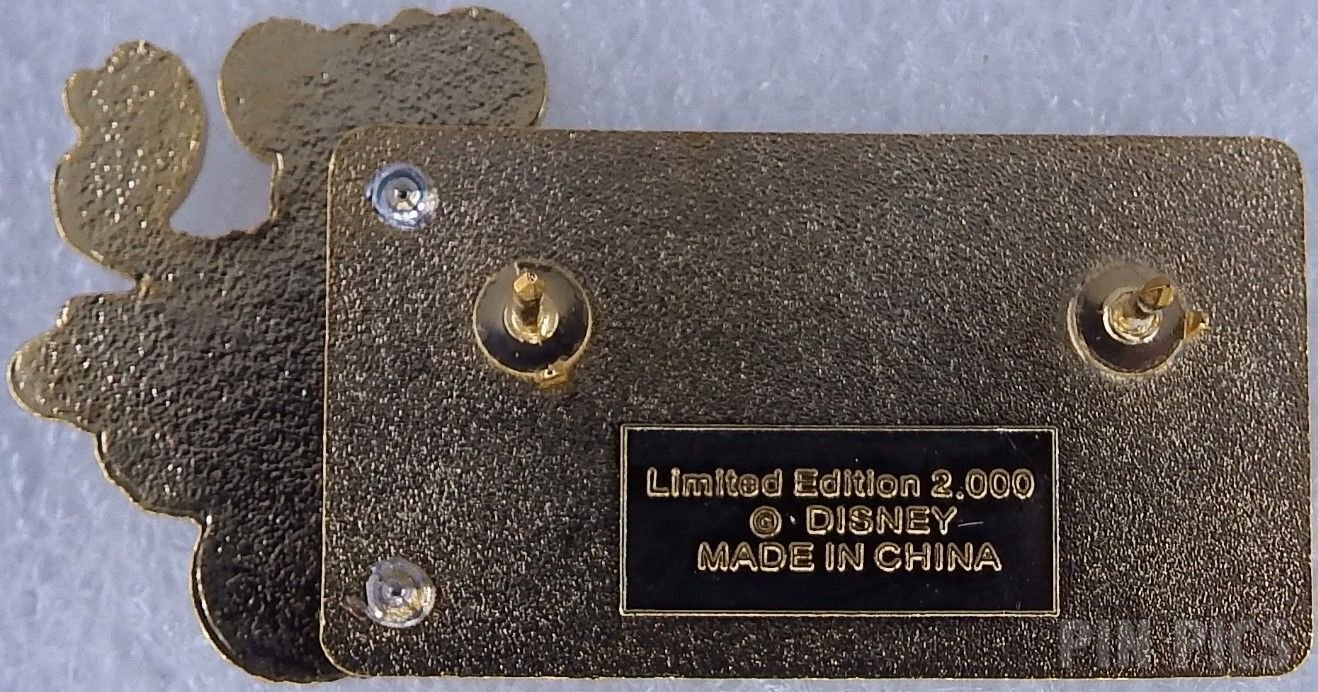 Limited Edition 2.000
© DISNEY
MADE IN CHINA
PIN PICS